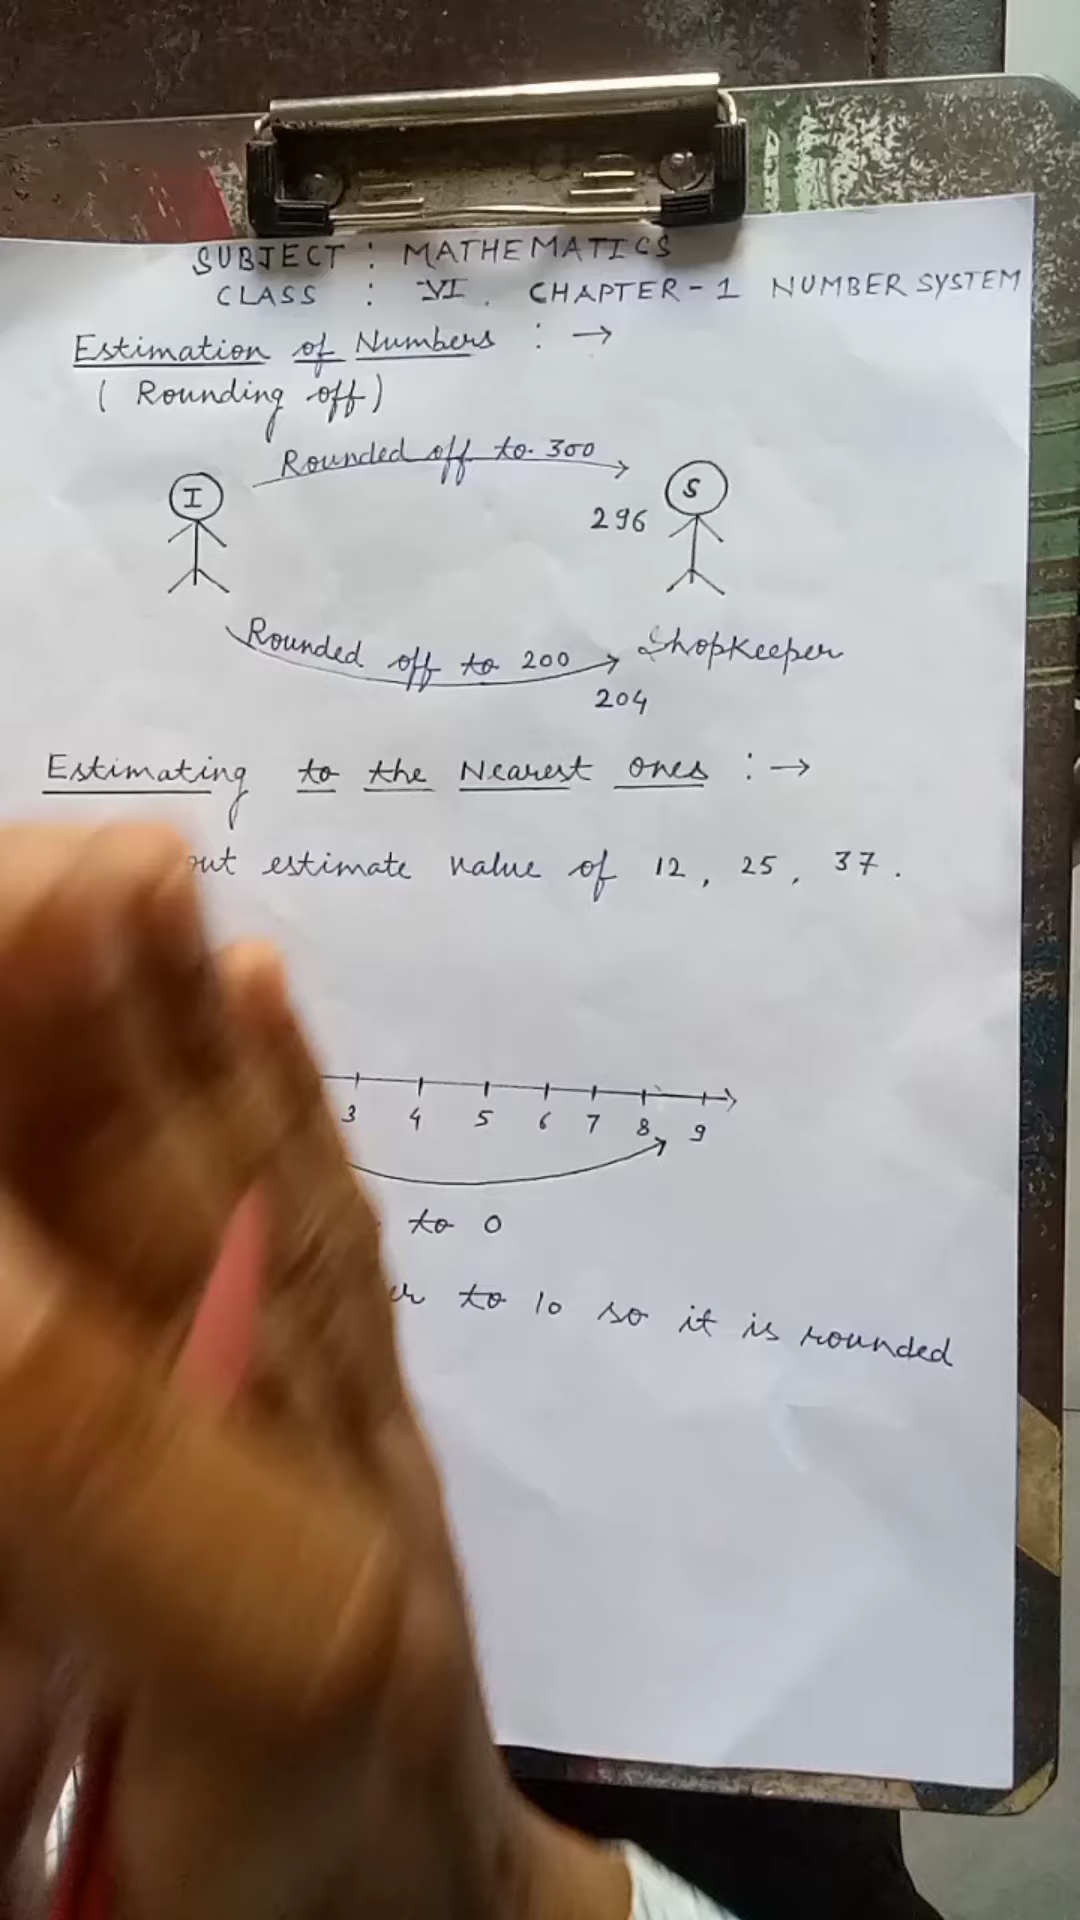 SUBJECT : MATHEMATICS
CLASS : VI. CHAPTER-1 NUMBER SYSTEM
Estimation of Numbers : →
( Rounding off)
Rounded off to 300
I
S
296
Rounded off to 200
Shopkeeper
204
Estimating to the Nearest ones : →
estimate value of 12, 25, 37.
3 4 5 6 7 8 9
to 0
to 10 so it is rounded